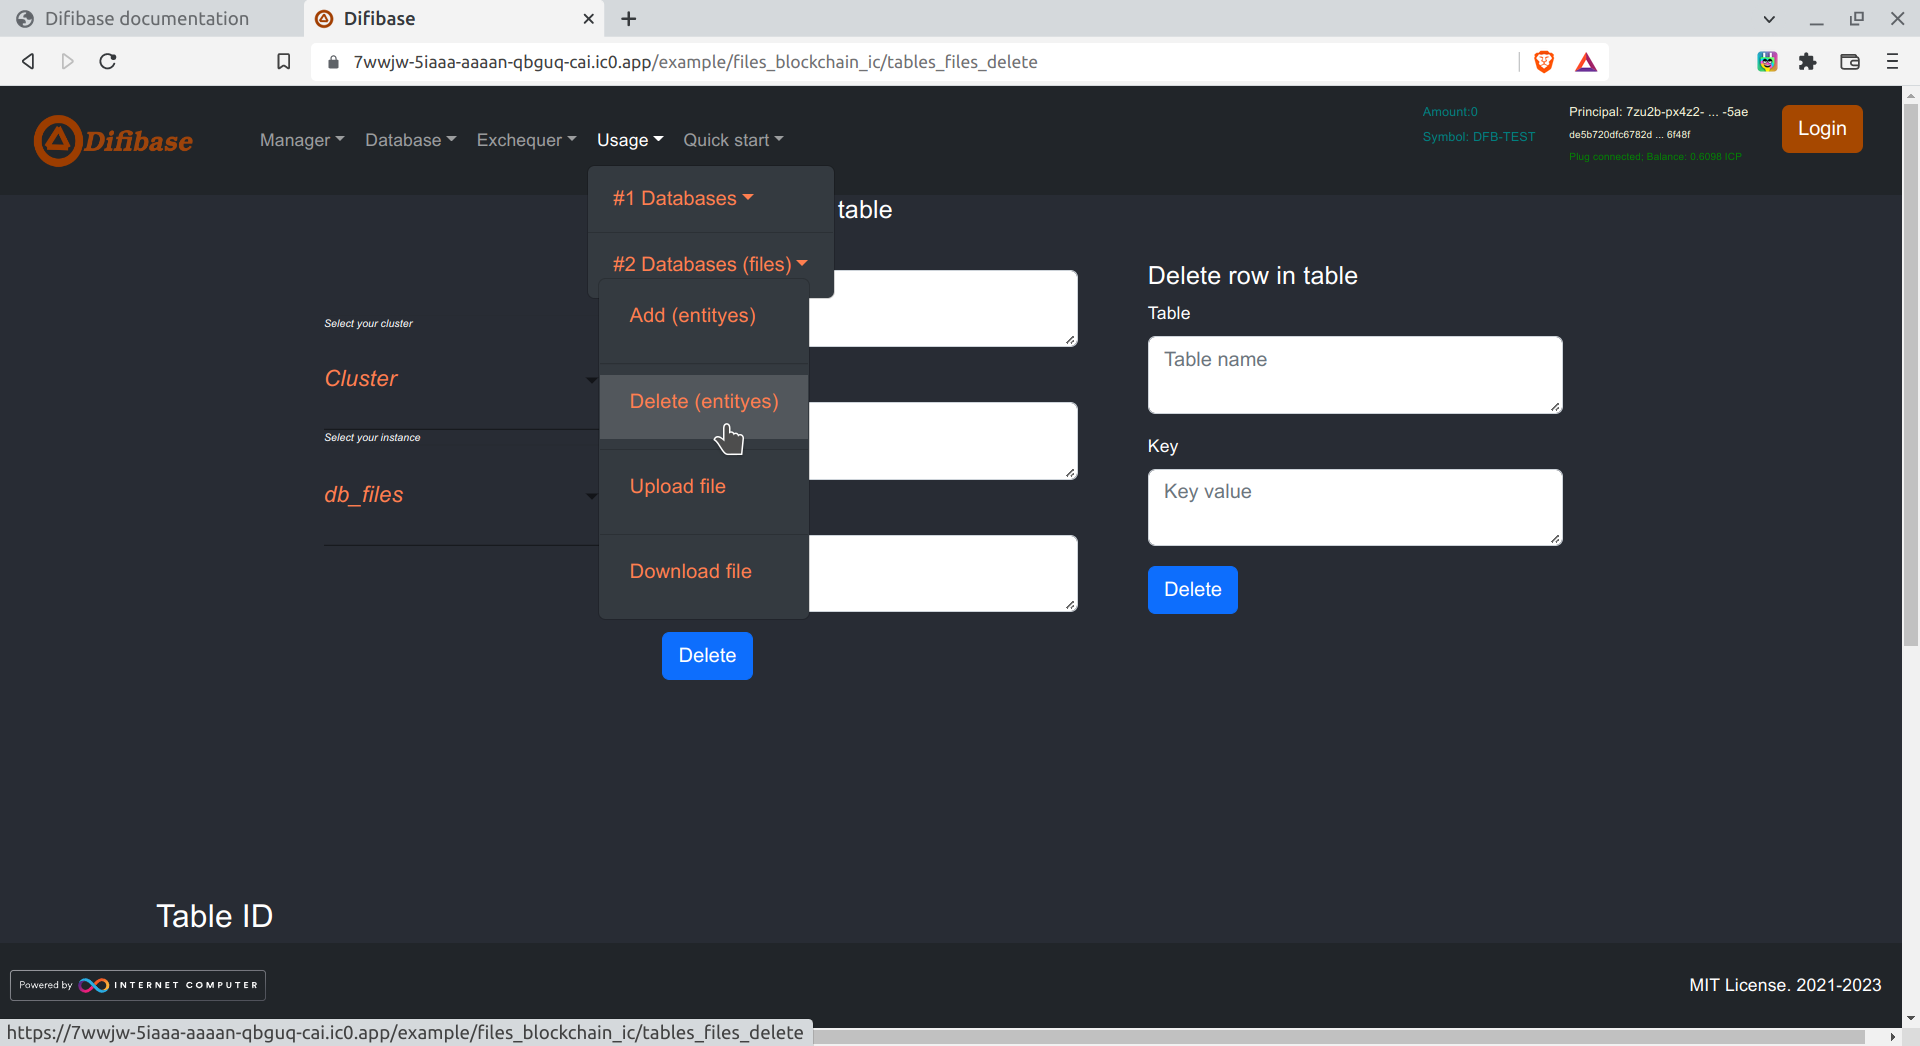 Difibase documentation
Difibase
7wwjw-5iaaa-aaaan-qbguq-cai.ic0.app/example/files_blockchain_ic/tables_files_delete
Difibase
Manager
Database
Exchequer
Usage
Quick start
Amount:0
Symbol: DFB-TEST
Principal: 7zu2b-px4z2- ... -5ae
de5b720dfc6782d ... 6f48f
Plug connected; Balance: 0.6098 ICP
Login
#1 Databases
#2 Databases (files)
Add (entityes)
Delete (entityes)
Upload file
Download file
table
Select your cluster
Cluster
Select your instance
db_files
Delete
Delete row in table
Table
Table name
Key
Key value
Delete
Table ID
Powered by INTERNET COMPUTER
MIT License. 2021-2023
https://7wwjw-5iaaa-aaaan-qbguq-cai.ic0.app/example/files_blockchain_ic/tables_files_delete